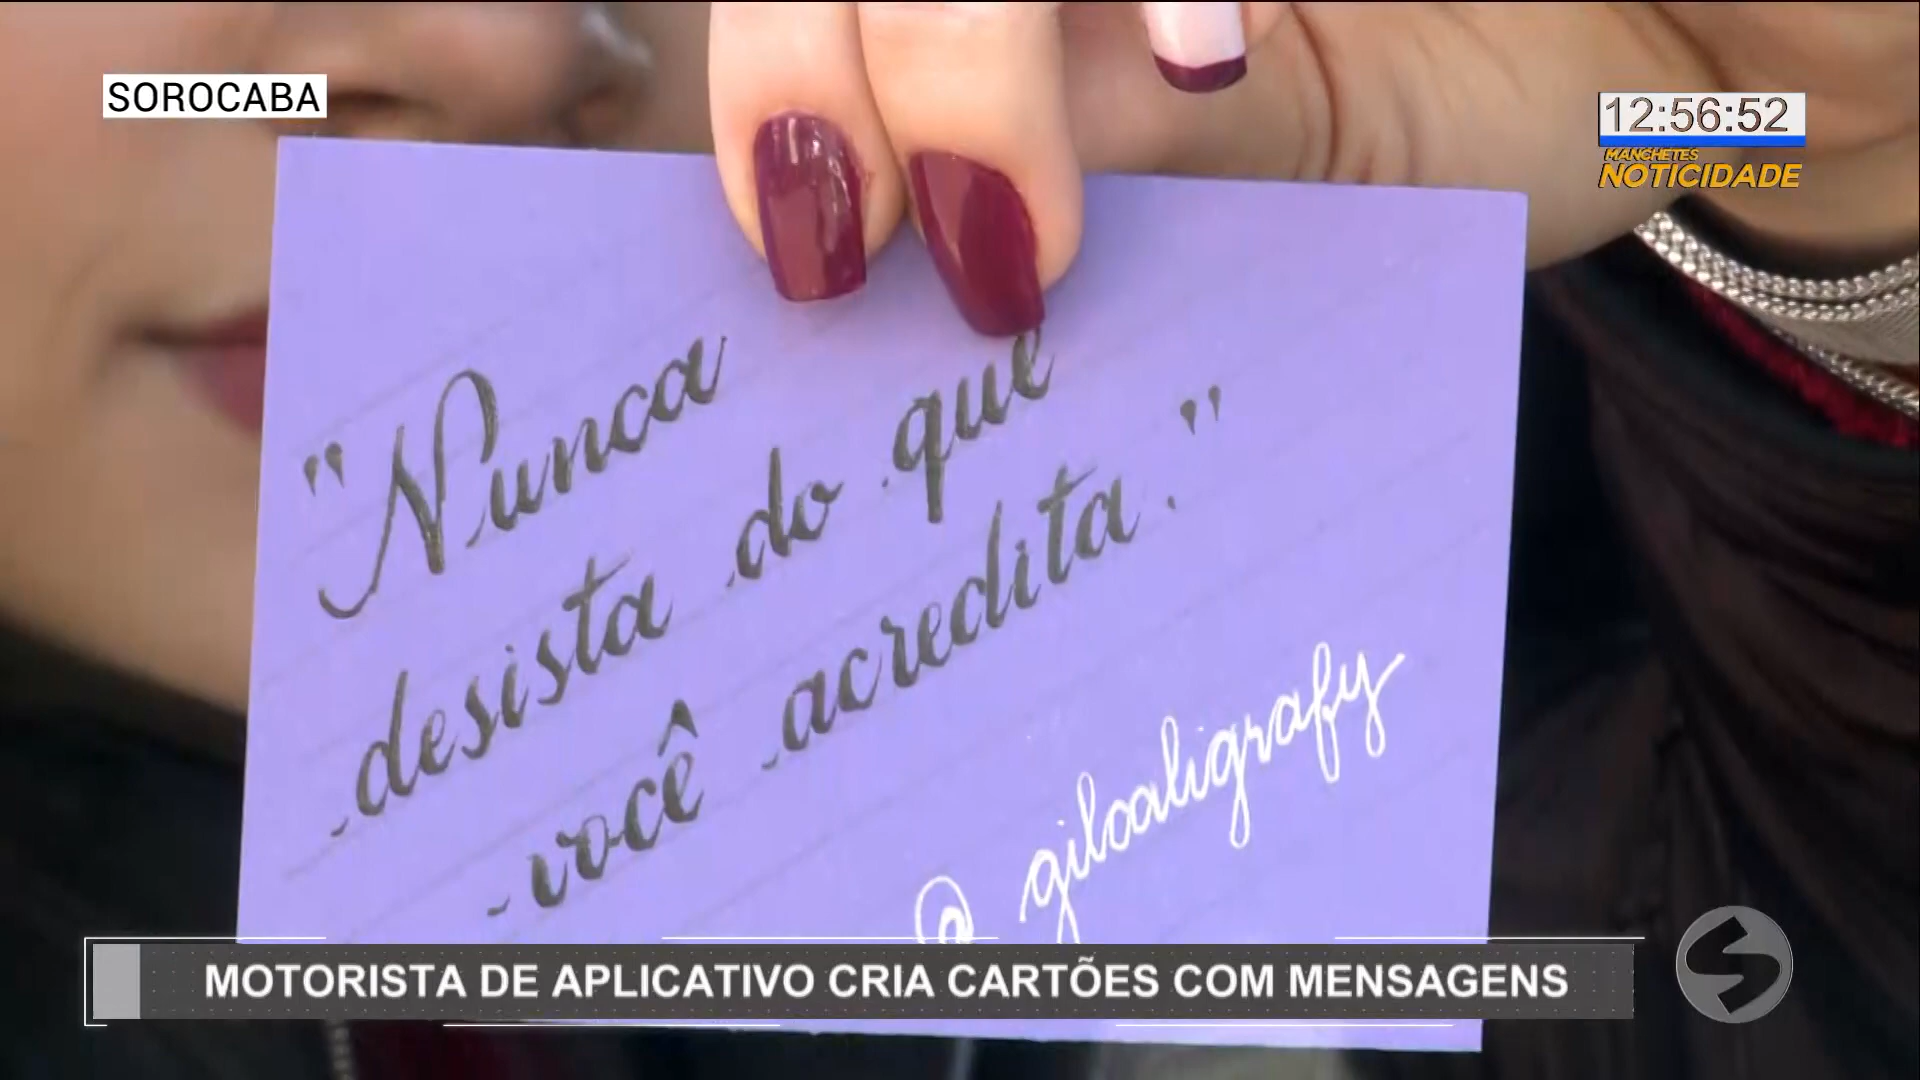 SOROCABA
12:56:52
MANCHETES
NOTICIDADE
"Nunca
desista do que
você acredita."
@giloaligrafy
MOTORISTA DE APLICATIVO CRIA CARTÕES COM MENSAGENS